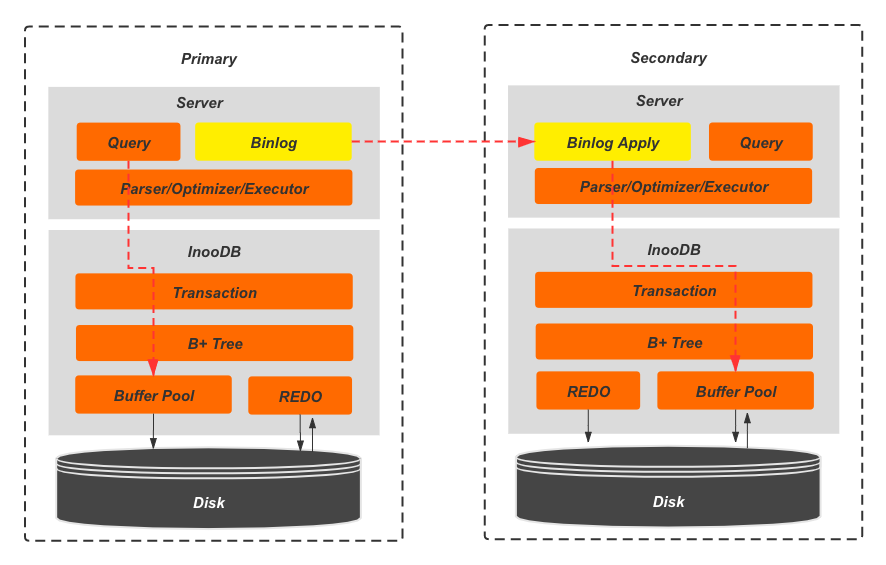 Primary
Server
Query
Binlog
Parser/Optimizer/Executor
InooDB
Transaction
B+ Tree
Buffer Pool
REDO
Disk
Secondary
Server
Binlog Apply
Query
Parser/Optimizer/Executor
InooDB
Transaction
B+ Tree
REDO
Buffer Pool
Disk